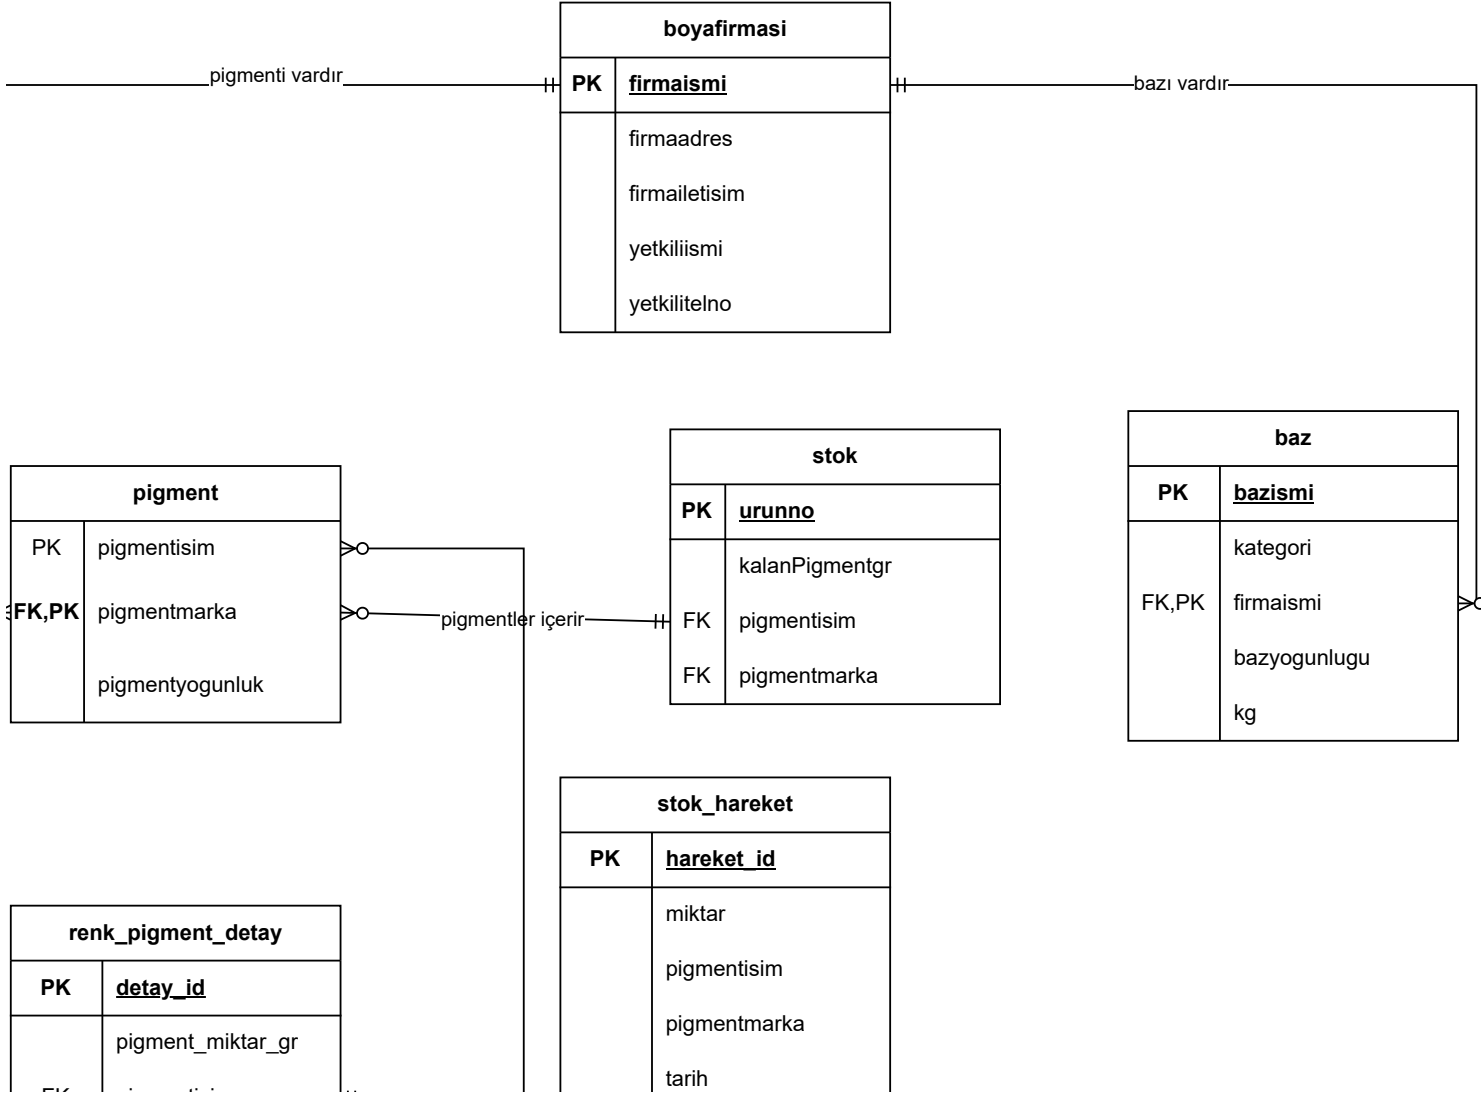 boyafirmasi
pigmenti vardır
PK firmaismi
bazı vardır
firmaadres
firmailetisim
yetkiliismi
yetkilitelno
pigment
PK pigmentisim
FK,PK pigmentmarka
pigmentyogunluk
pigmentler içerir
stok
PK urunno
kalanPigmentgr
FK pigmentisim
FK pigmentmarka
baz
PK bazismi
kategori
FK,PK firmaismi
bazyogunlugu
kg
stok_hareket
PK hareket_id
miktar
pigmentisim
pigmentmarka
tarih
renk_pigment_detay
PK detay_id
pigment_miktar_gr